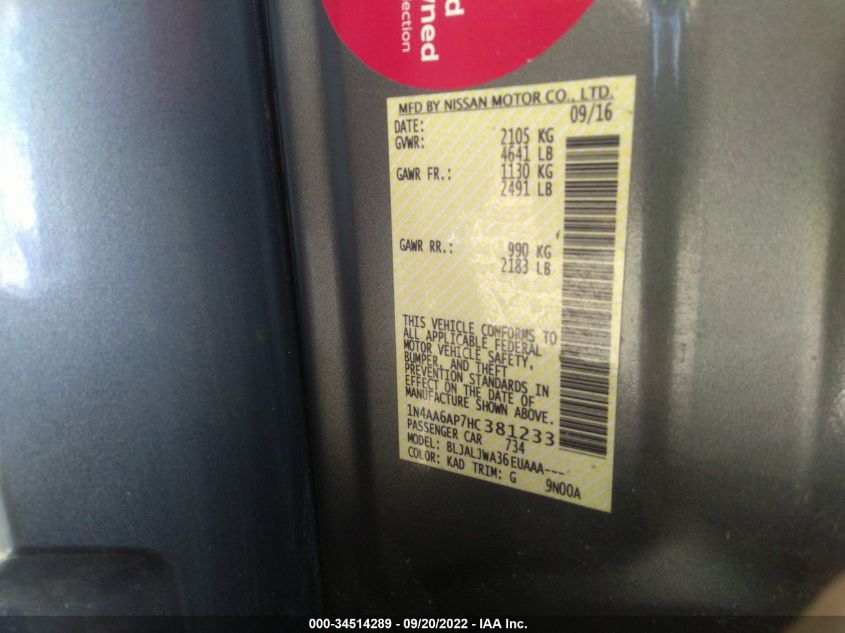 d
wned
ection
MFD BY NISSAN MOTOR CO., LTD.
DATE: 09/16
GVWR: 2105 KG
4641 LB
GAWR FR.: 1130 KG
2491 LB
GAWR RR.: 990 KG
2183 LB
THIS VEHICLE CONFORMS TO
ALL APPLICABLE FEDERAL
MOTOR VEHICLE SAFETY,
BUMPER, AND THEFT
PREVENTION STANDARDS IN
EFFECT ON THE DATE OF
MANUFACTURE SHOWN ABOVE.
1N4AA6AP7HC381233
PASSENGER CAR 734
MODEL: BLJALJWA36EUAAA---
COLOR: KAD TRIM: G 9N00A
000-34514289 - 09/20/2022 - IAA Inc.